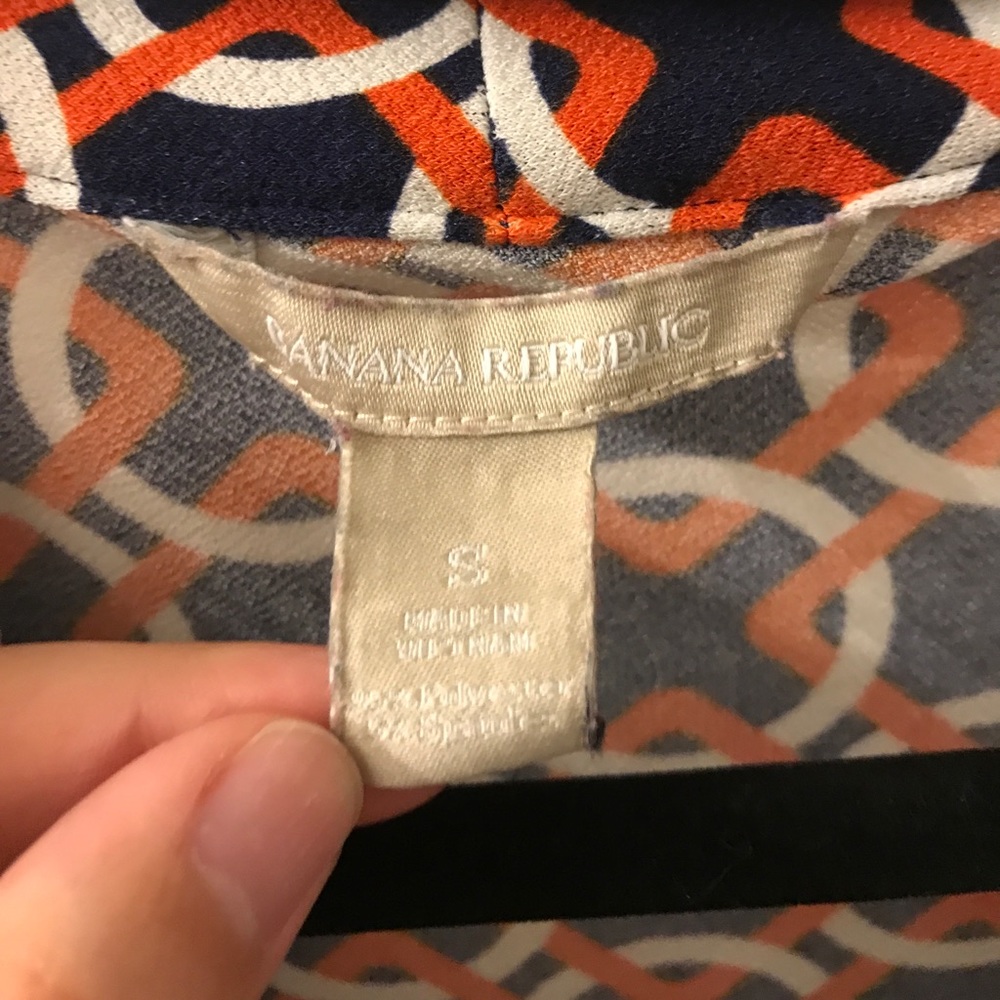 BANANA REPUBLIC
S
MADE IN
VIETNAM
Polyester
Spandex